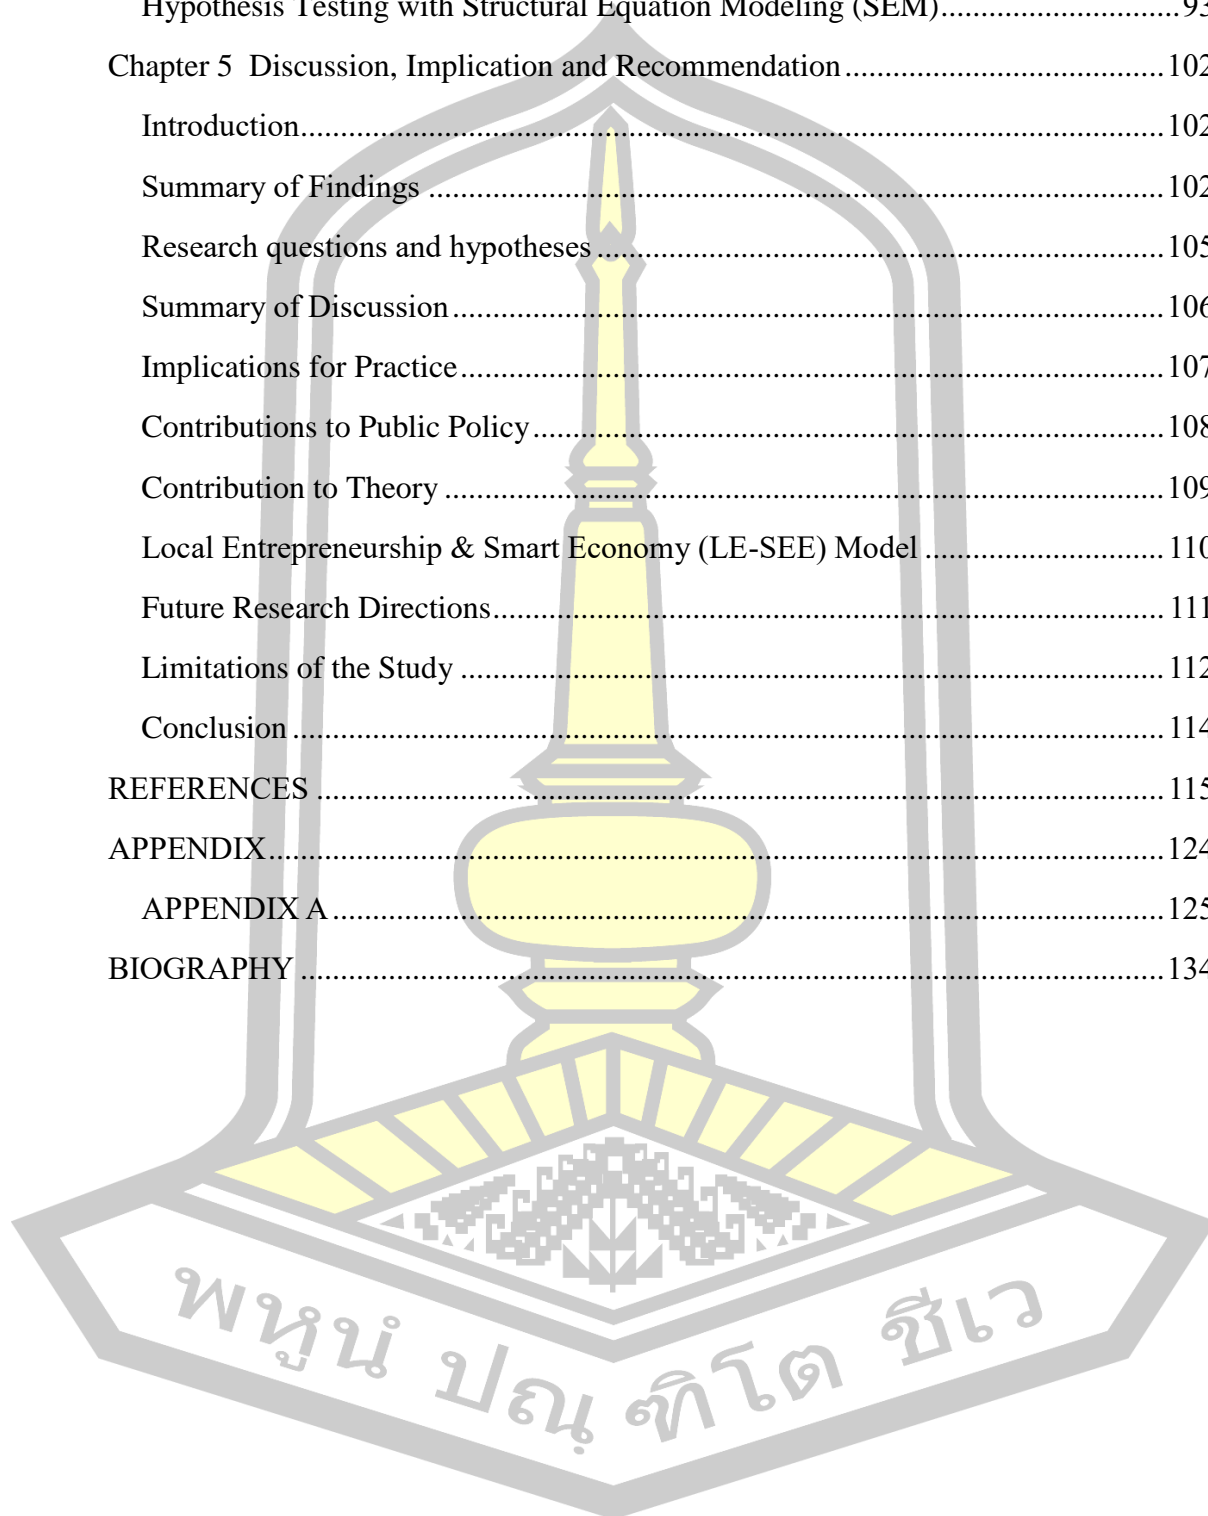 Hypothesis Testing with Structural Equation Modeling (SEM).............................93
Chapter 5  Discussion, Implication and Recommendation.......................................102
Introduction.........................................................................................................102
Summary of Findings..........................................................................................102
Research questions and hypotheses.....................................................................105
Summary of Discussion.......................................................................................106
Implications for Practice......................................................................................107
Contributions to Public Policy.............................................................................108
Contribution to Theory........................................................................................109
Local Entrepreneurship & Smart Economy (LE-SEE) Model.............................110
Future Research Directions..................................................................................111
Limitations of the Study......................................................................................112
Conclusion..........................................................................................................114
REFERENCES.......................................................................................................115
APPENDIX............................................................................................................124
APPENDIX A......................................................................................................125
BIOGRAPHY.........................................................................................................134
พหูนํ ปณฺฑิโต ชีเว